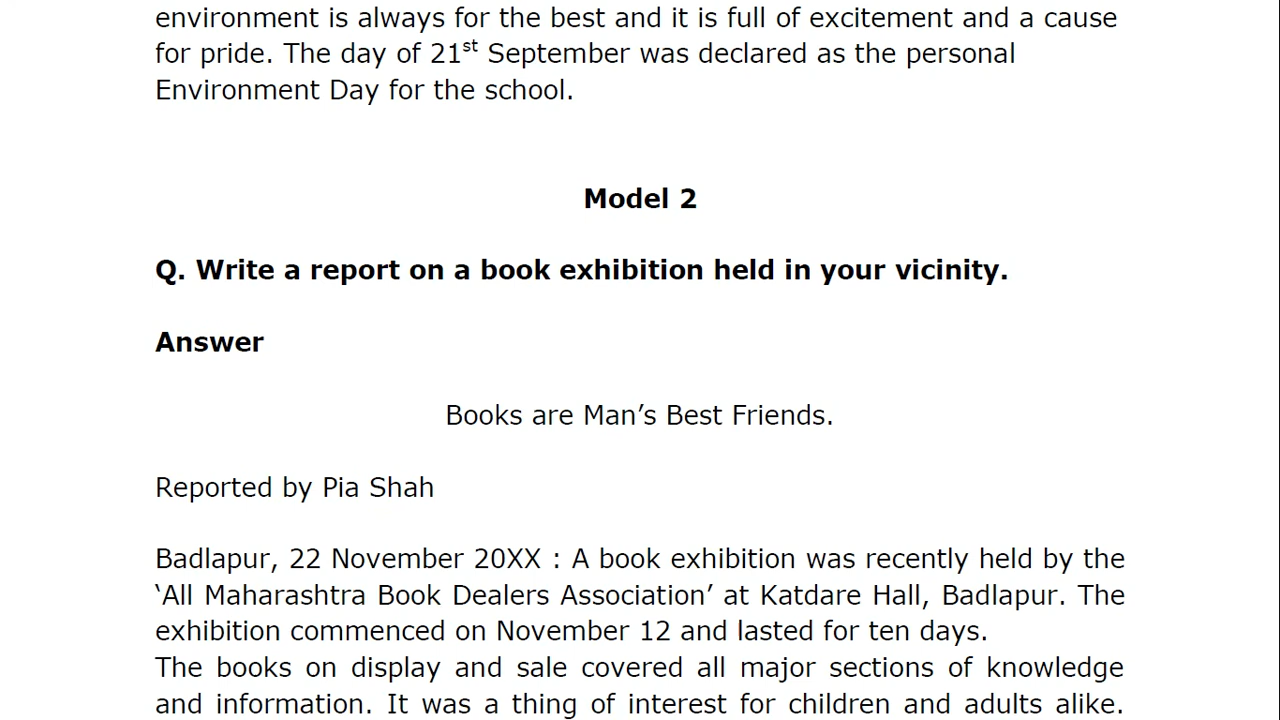 environment is always for the best and it is full of excitement and a cause
for pride. The day of 21st September was declared as the personal
Environment Day for the school.
Model 2
Q. Write a report on a book exhibition held in your vicinity.
Answer
Books are Man’s Best Friends.
Reported by Pia Shah
Badlapur, 22 November 20XX : A book exhibition was recently held by the
‘All Maharashtra Book Dealers Association’ at Katdare Hall, Badlapur. The
exhibition commenced on November 12 and lasted for ten days.
The books on display and sale covered all major sections of knowledge
and information. It was a thing of interest for children and adults alike.